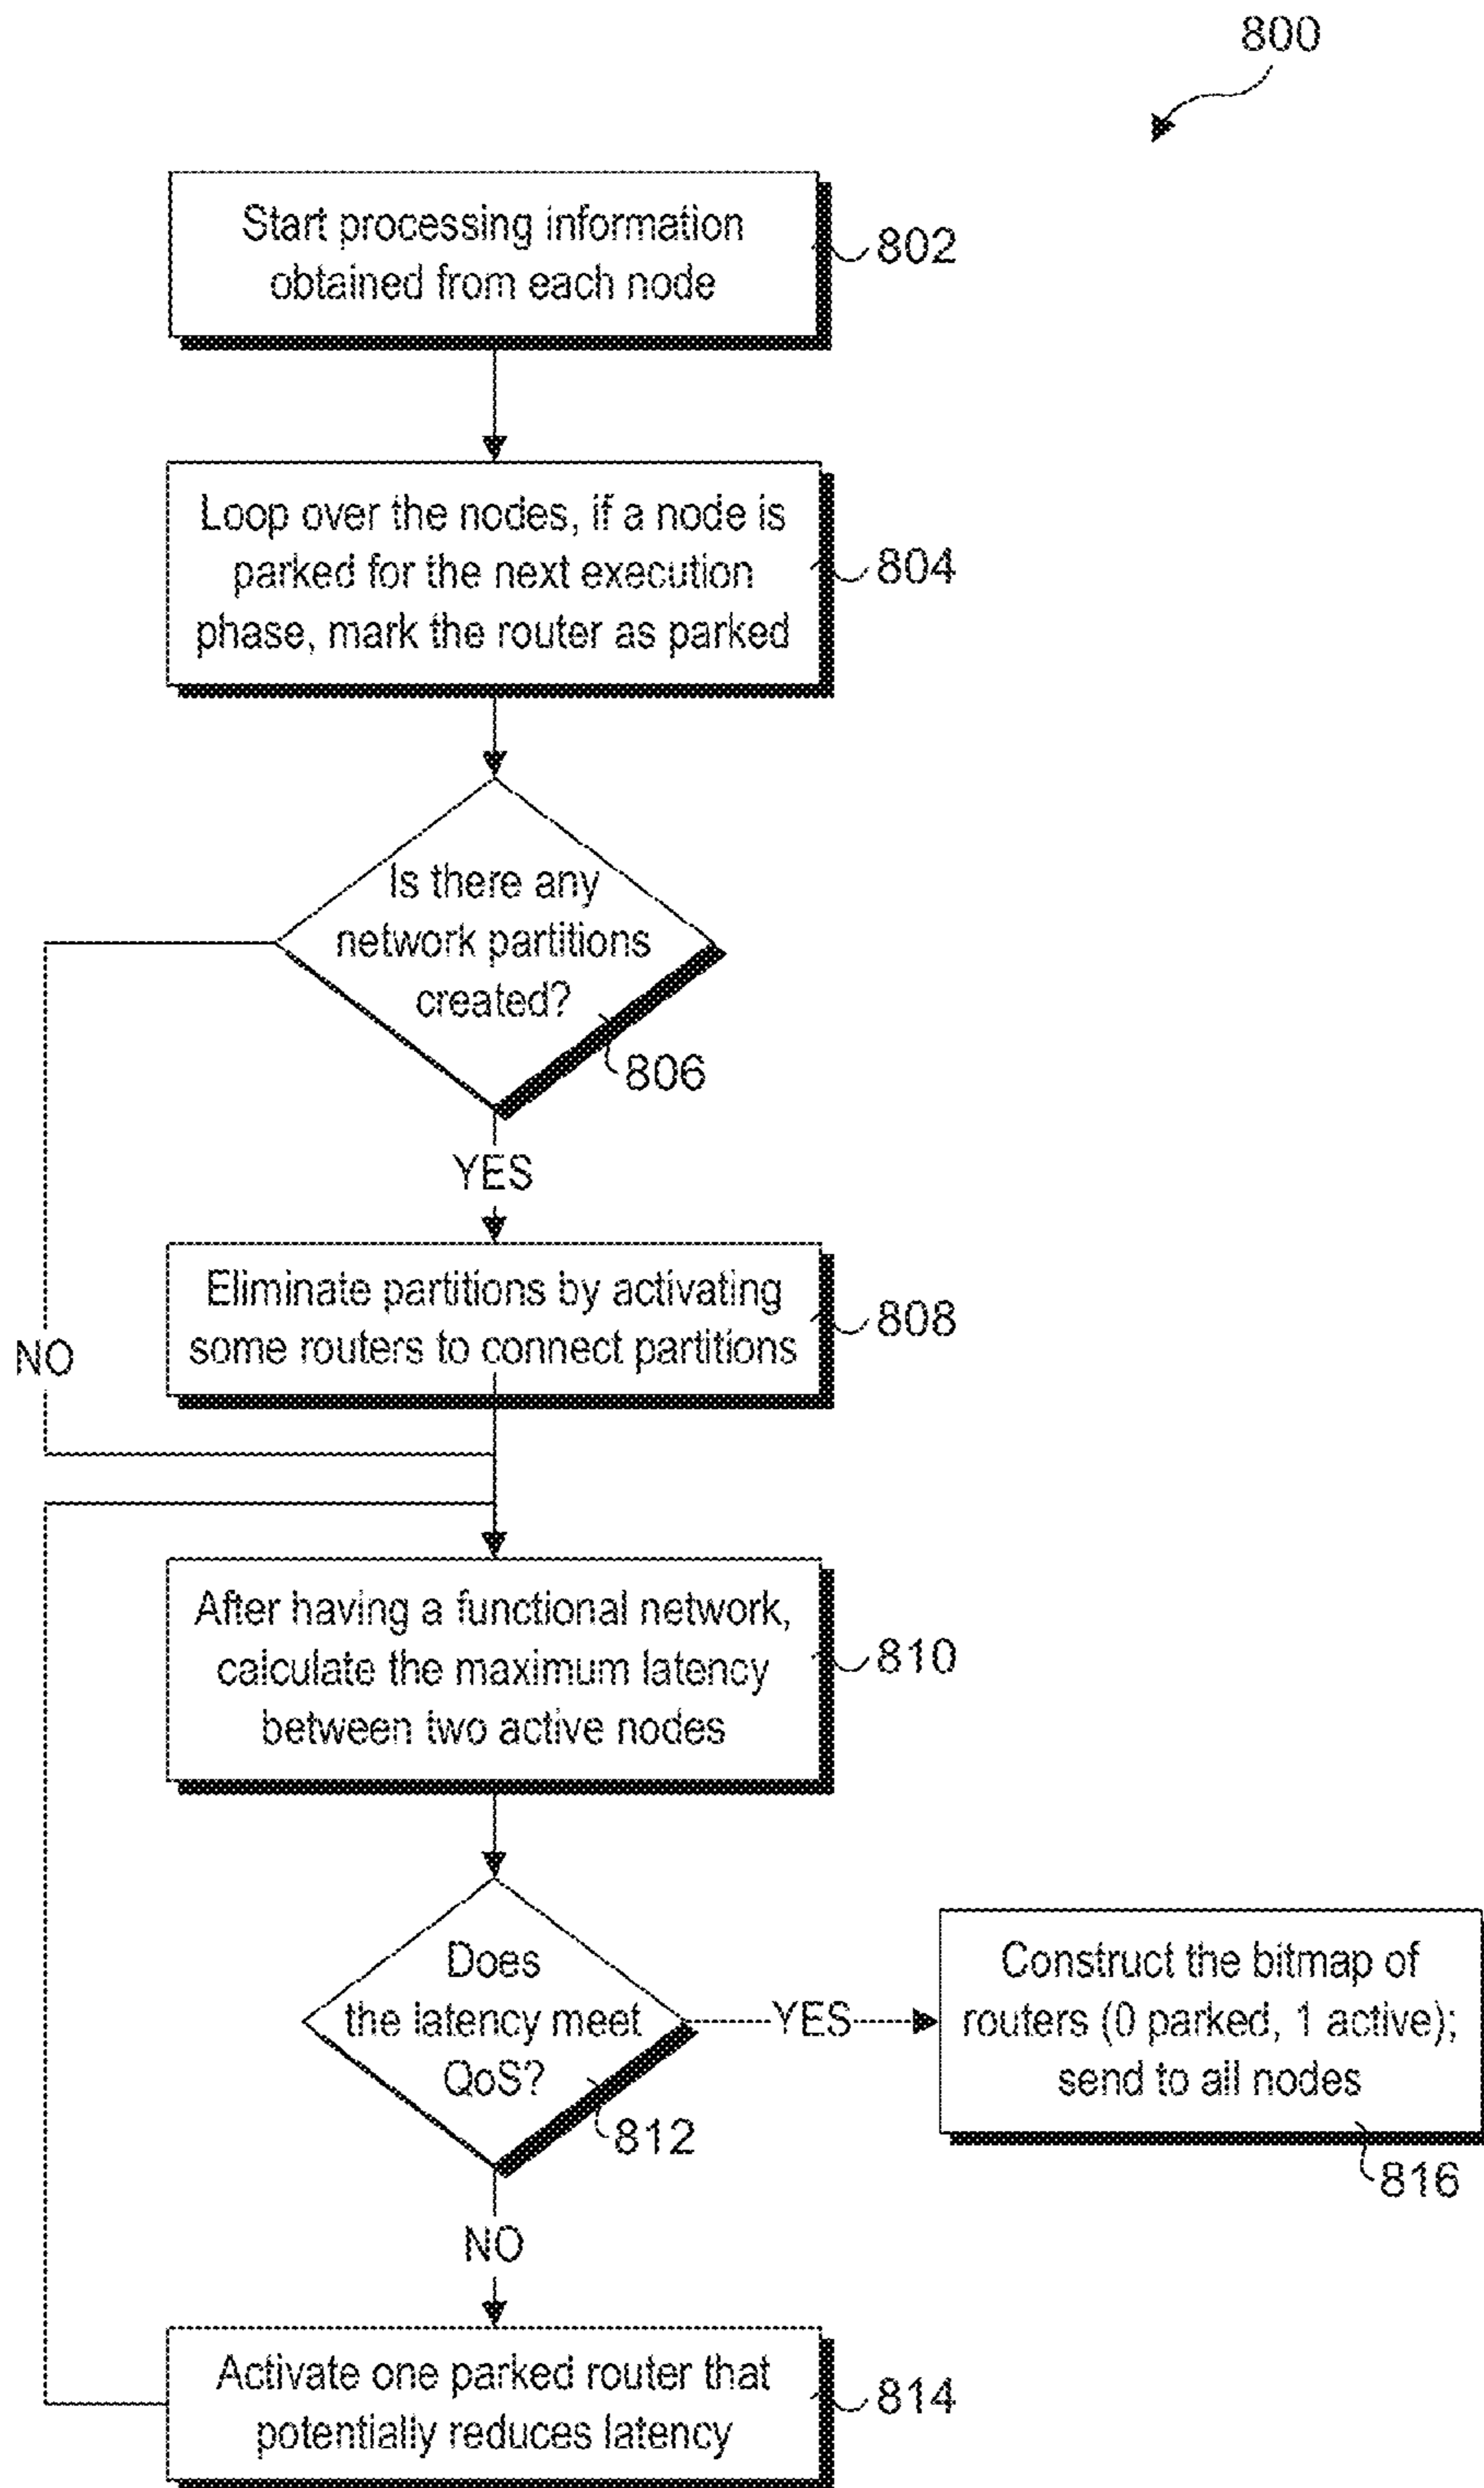 800
Start processing information
obtained from each node
802
Loop over the nodes, if a node is
parked for the next execution
phase, mark the router as parked
804
Is there any
network partitions
created?
806
YES
NO
Eliminate partitions by activating
some routers to connect partitions
808
After having a functional network,
calculate the maximum latency
between two active nodes
810
Does
the latency meet
QoS?
812
YES
Construct the bitmap of
routers (0 parked, 1 active);
send to all nodes
816
NO
Activate one parked router that
potentially reduces latency
814